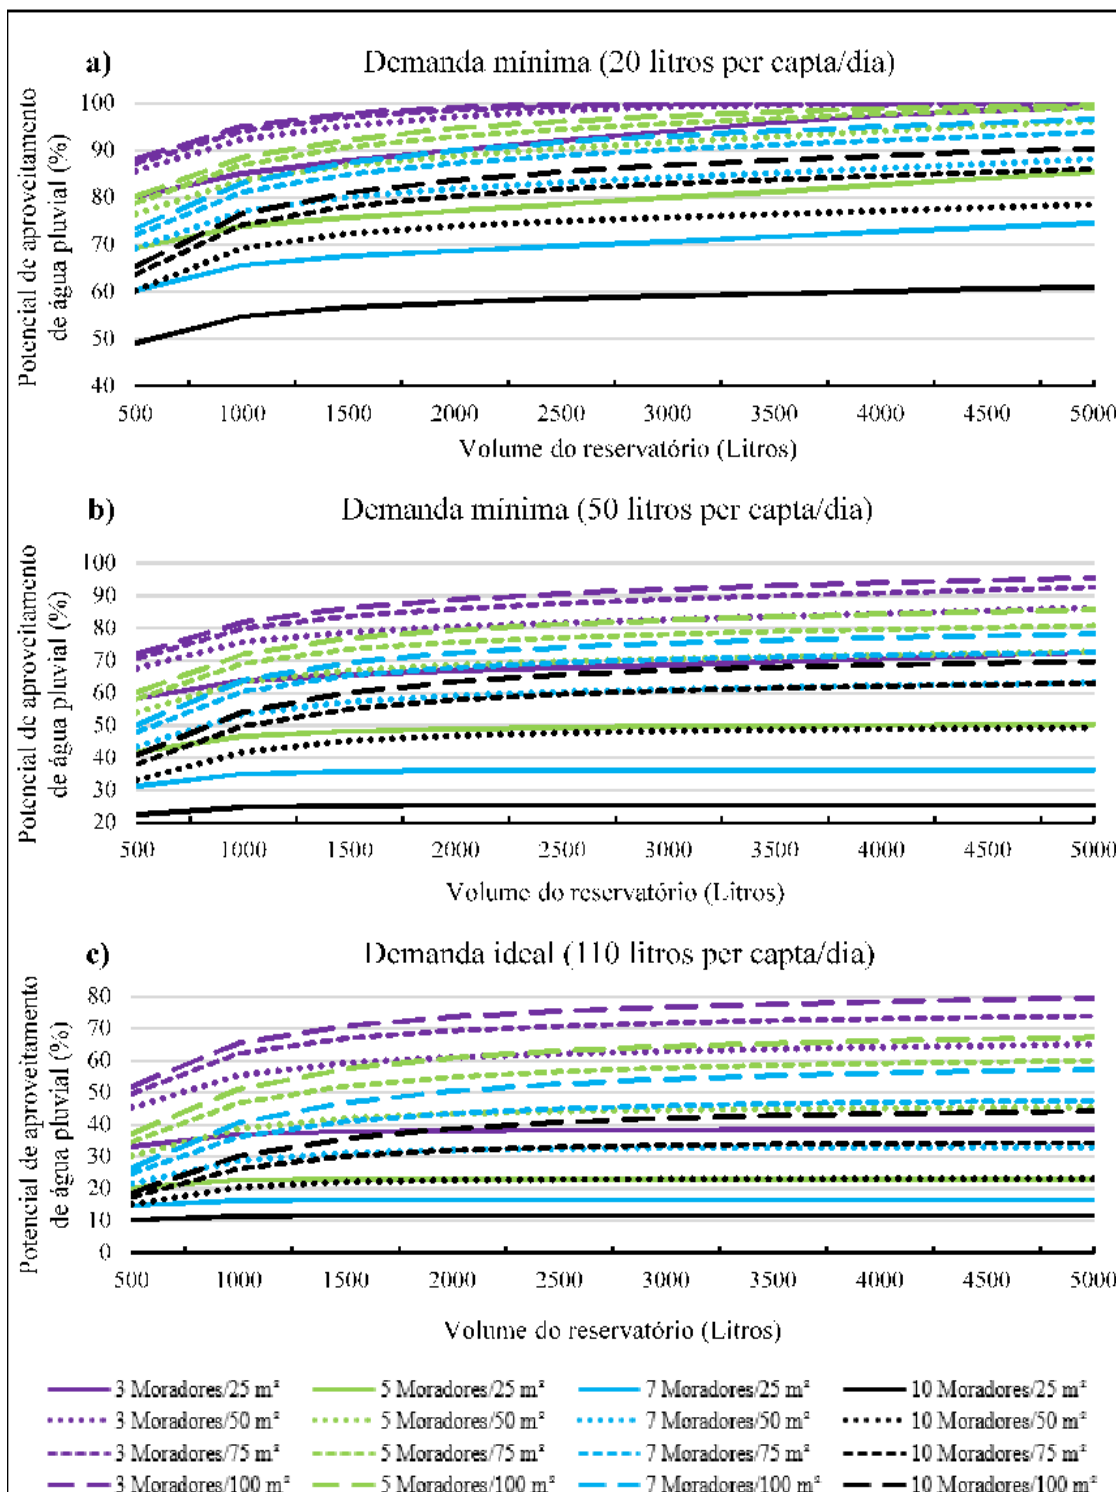 a) Demanda mínima (20 litros per capta/dia)
Potencial de aproveitamento
de água pluvial (%)
100
90
80
70
60
50
40
500 1000 1500 2000 2500 3000 3500 4000 4500 5000
Volume do reservatório (Litros)
b) Demanda mínima (50 litros per capta/dia)
Potencial de aproveitamento
de água pluvial (%)
100
90
80
70
60
50
40
30
20
500 1000 1500 2000 2500 3000 3500 4000 4500 5000
Volume do reservatório (Litros)
c) Demanda ideal (110 litros per capta/dia)
Potencial de aproveitamento
de água pluvial (%)
80
70
60
50
40
30
20
10
0
500 1000 1500 2000 2500 3000 3500 4000 4500 5000
Volume do reservatório (Litros)
3 Moradores/25 m² 5 Moradores/25 m² 7 Moradores/25 m² 10 Moradores/25 m²
3 Moradores/50 m² 5 Moradores/50 m² 7 Moradores/50 m² 10 Moradores/50 m²
3 Moradores/75 m² 5 Moradores/75 m² 7 Moradores/75 m² 10 Moradores/75 m²
3 Moradores/100 m² 5 Moradores/100 m² 7 Moradores/100 m² 10 Moradores/100 m²